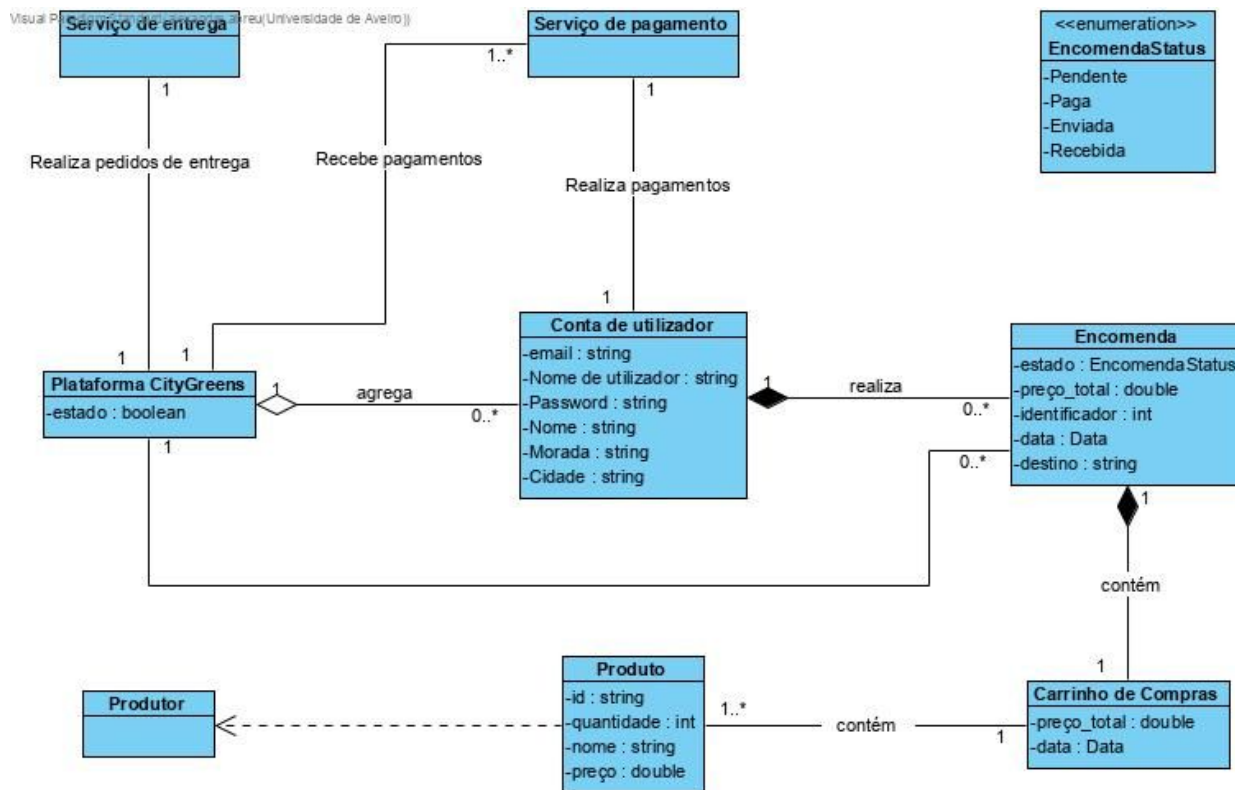 Visual Pa
abreu(Universidade de Aveiro))
Serviço de entrega
Serviço de pagamento
<<enumeration>>
EncomendaStatus
-Pendente
-Paga
-Enviada
-Recebida
1
1..*
1
Realiza pedidos de entrega
Recebe pagamentos
Realiza pagamentos
1
1
1
Plataforma CityGreens
-estado : boolean
1
agrega
0..*
1
Conta de utilizador
-email : string
-Nome de utilizador : string
-Password : string
-Nome : string
-Morada : string
-Cidade : string
1
realiza
0..*
0..*
Encomenda
-estado : EncomendaStatus
-preço_total : double
-identificador : int
-data : Data
-destino : string
1
contém
1
Produtor
Produto
-id : string
-quantidade : int
-nome : string
-preço : double
1..*
contém
1
Carrinho de Compras
-preço_total : double
-data : Data